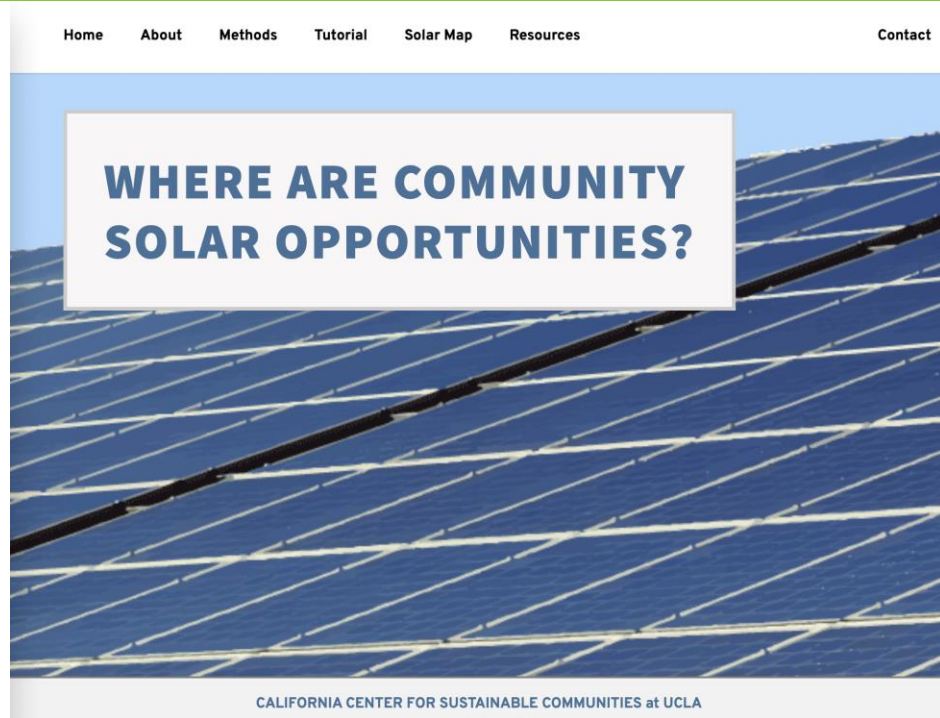 Home About Methods Tutorial Solar Map Resources Contact
WHERE ARE COMMUNITY
SOLAR OPPORTUNITIES?
CALIFORNIA CENTER FOR SUSTAINABLE COMMUNITIES at UCLA